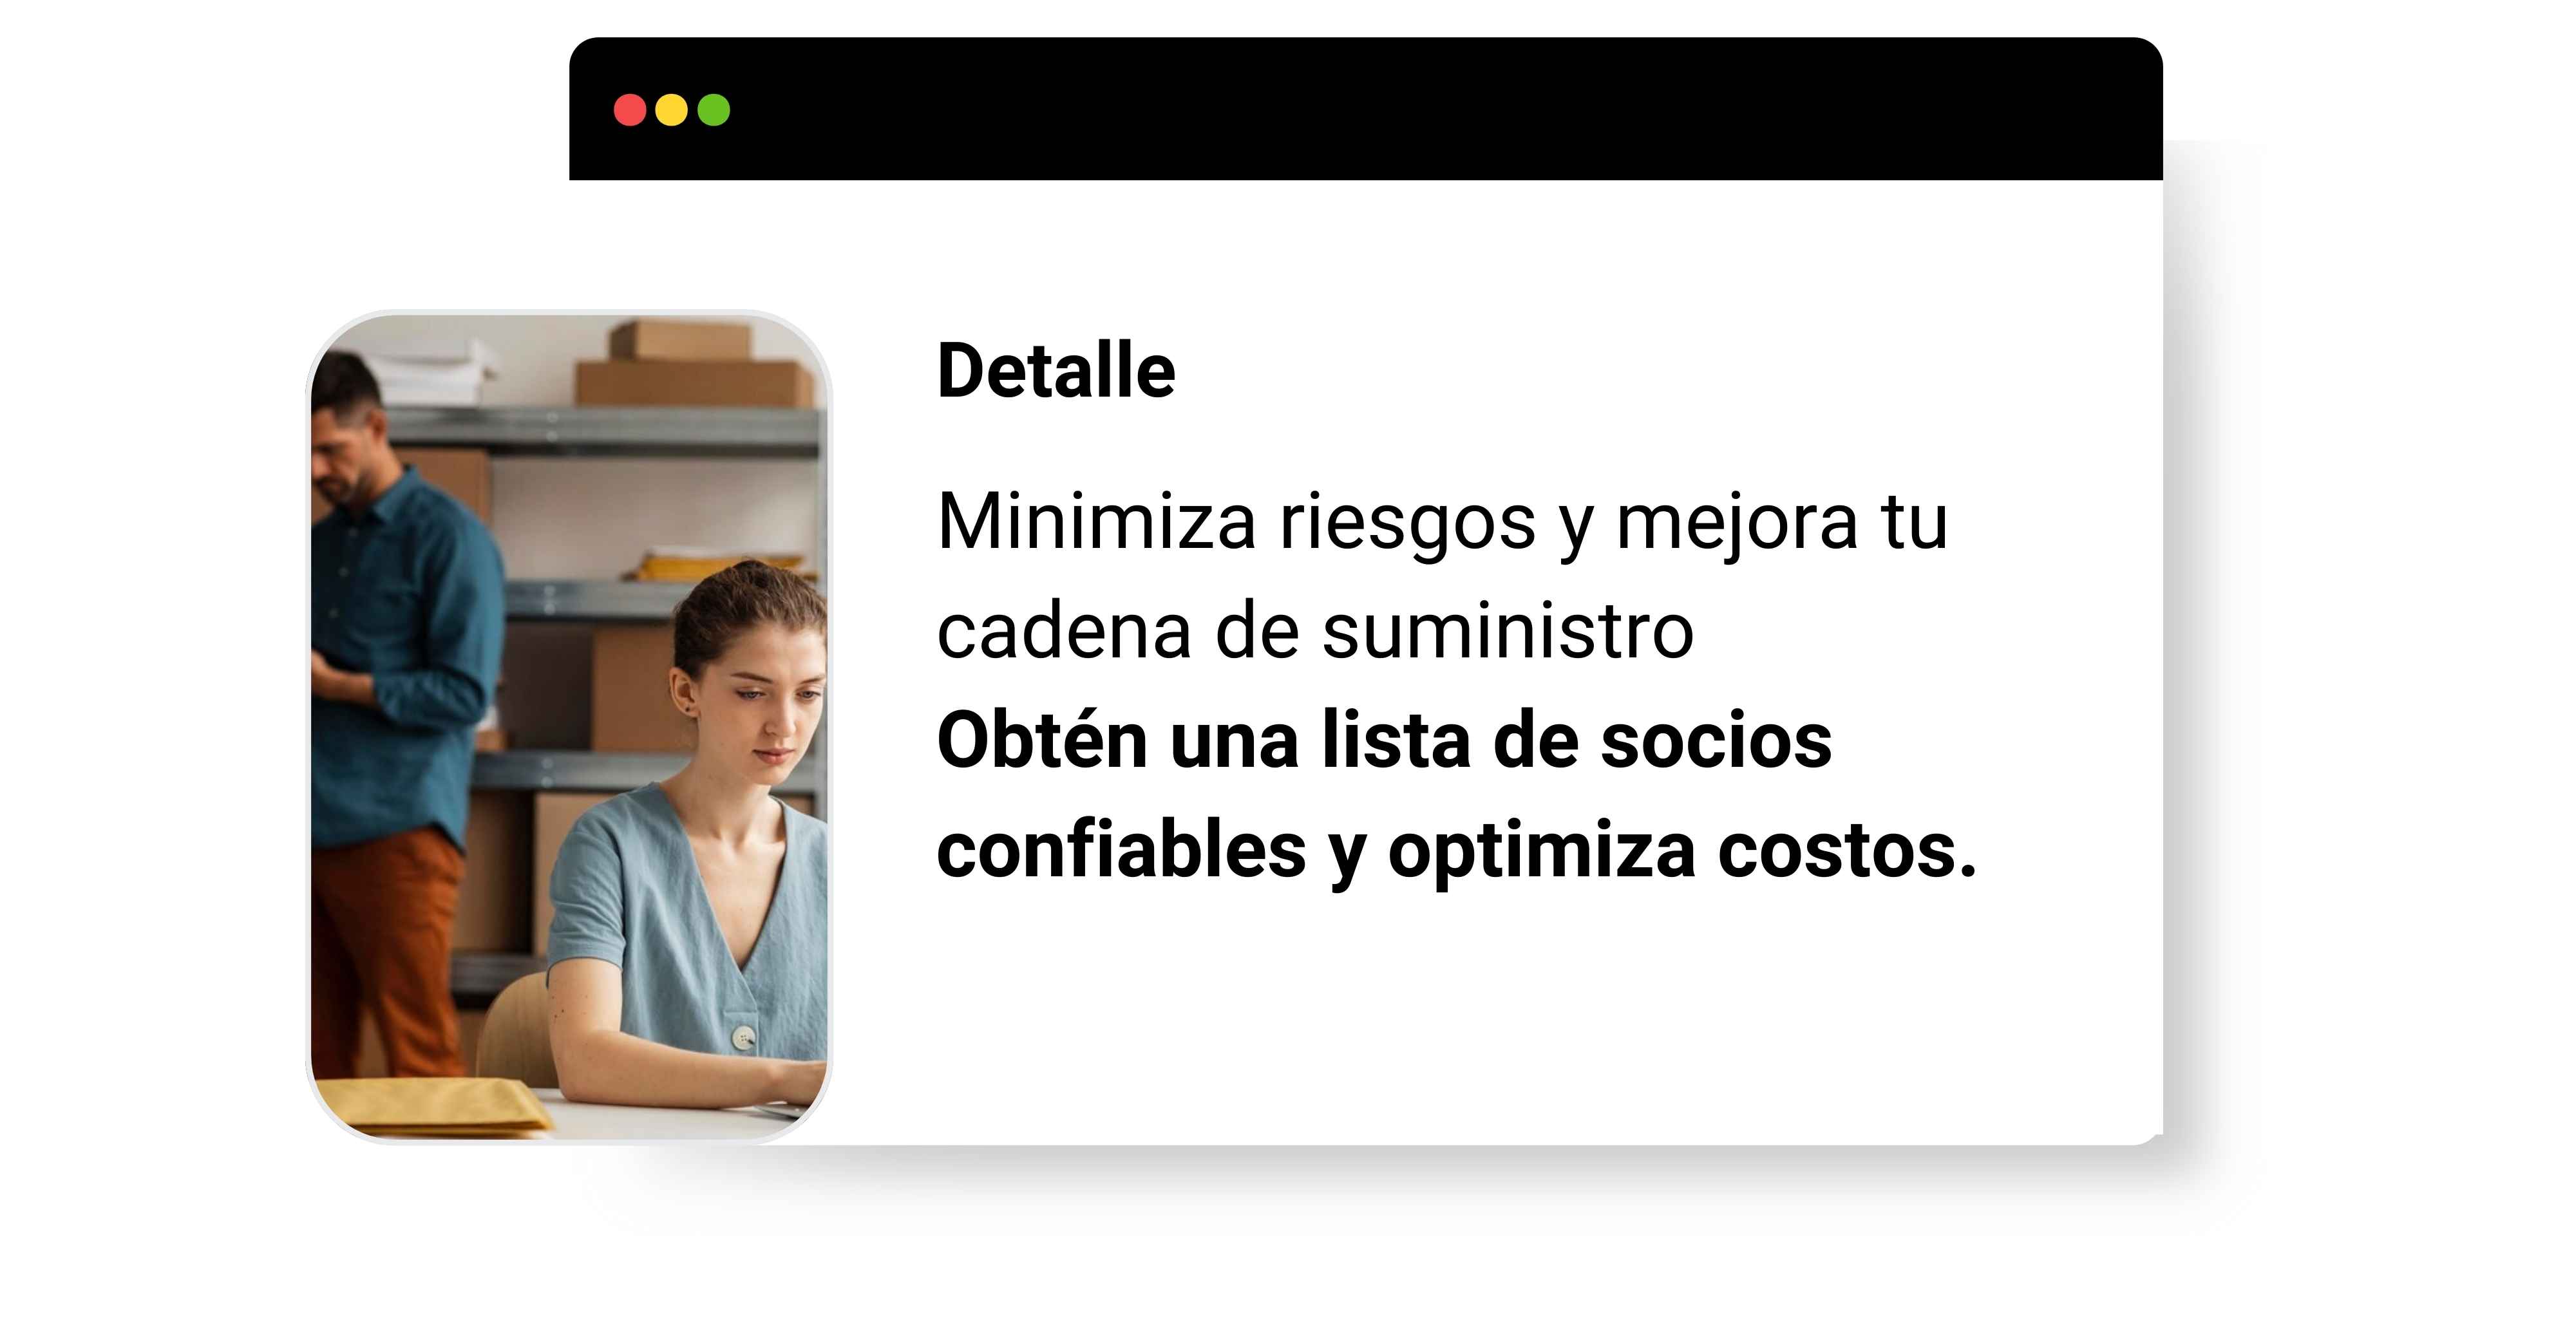 Detalle
Minimiza riesgos y mejora tu
cadena de suministro
Obtén una lista de socios
confiables y optimiza costos.